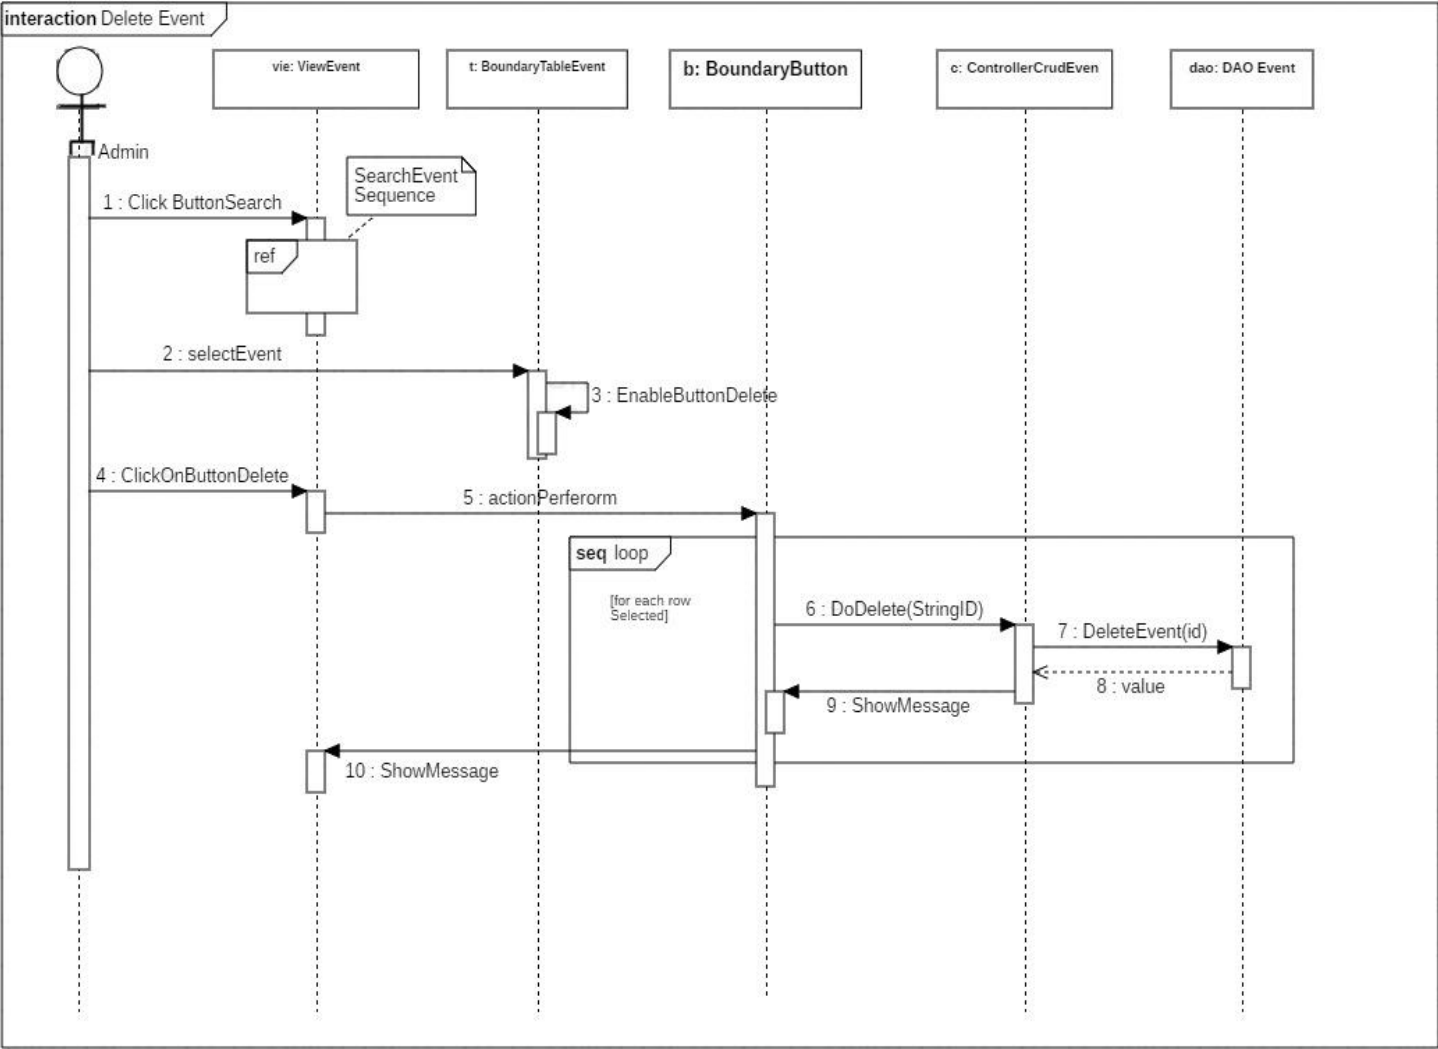 interaction Delete Event
vie: ViewEvent
t: BoundaryTableEvent
b: BoundaryButton
c: ControllerCrudEven
dao: DAO Event
Admin
SearchEvent
Sequence
1 : Click ButtonSearch
ref
2 : selectEvent
3 : EnableButtonDelete
4 : ClickOnButtonDelete
5 : actionPerferorm
seq loop
[for each row
Selected]
6 : DoDelete(StringID)
7 : DeleteEvent(id)
8 : value
9 : ShowMessage
10 : ShowMessage